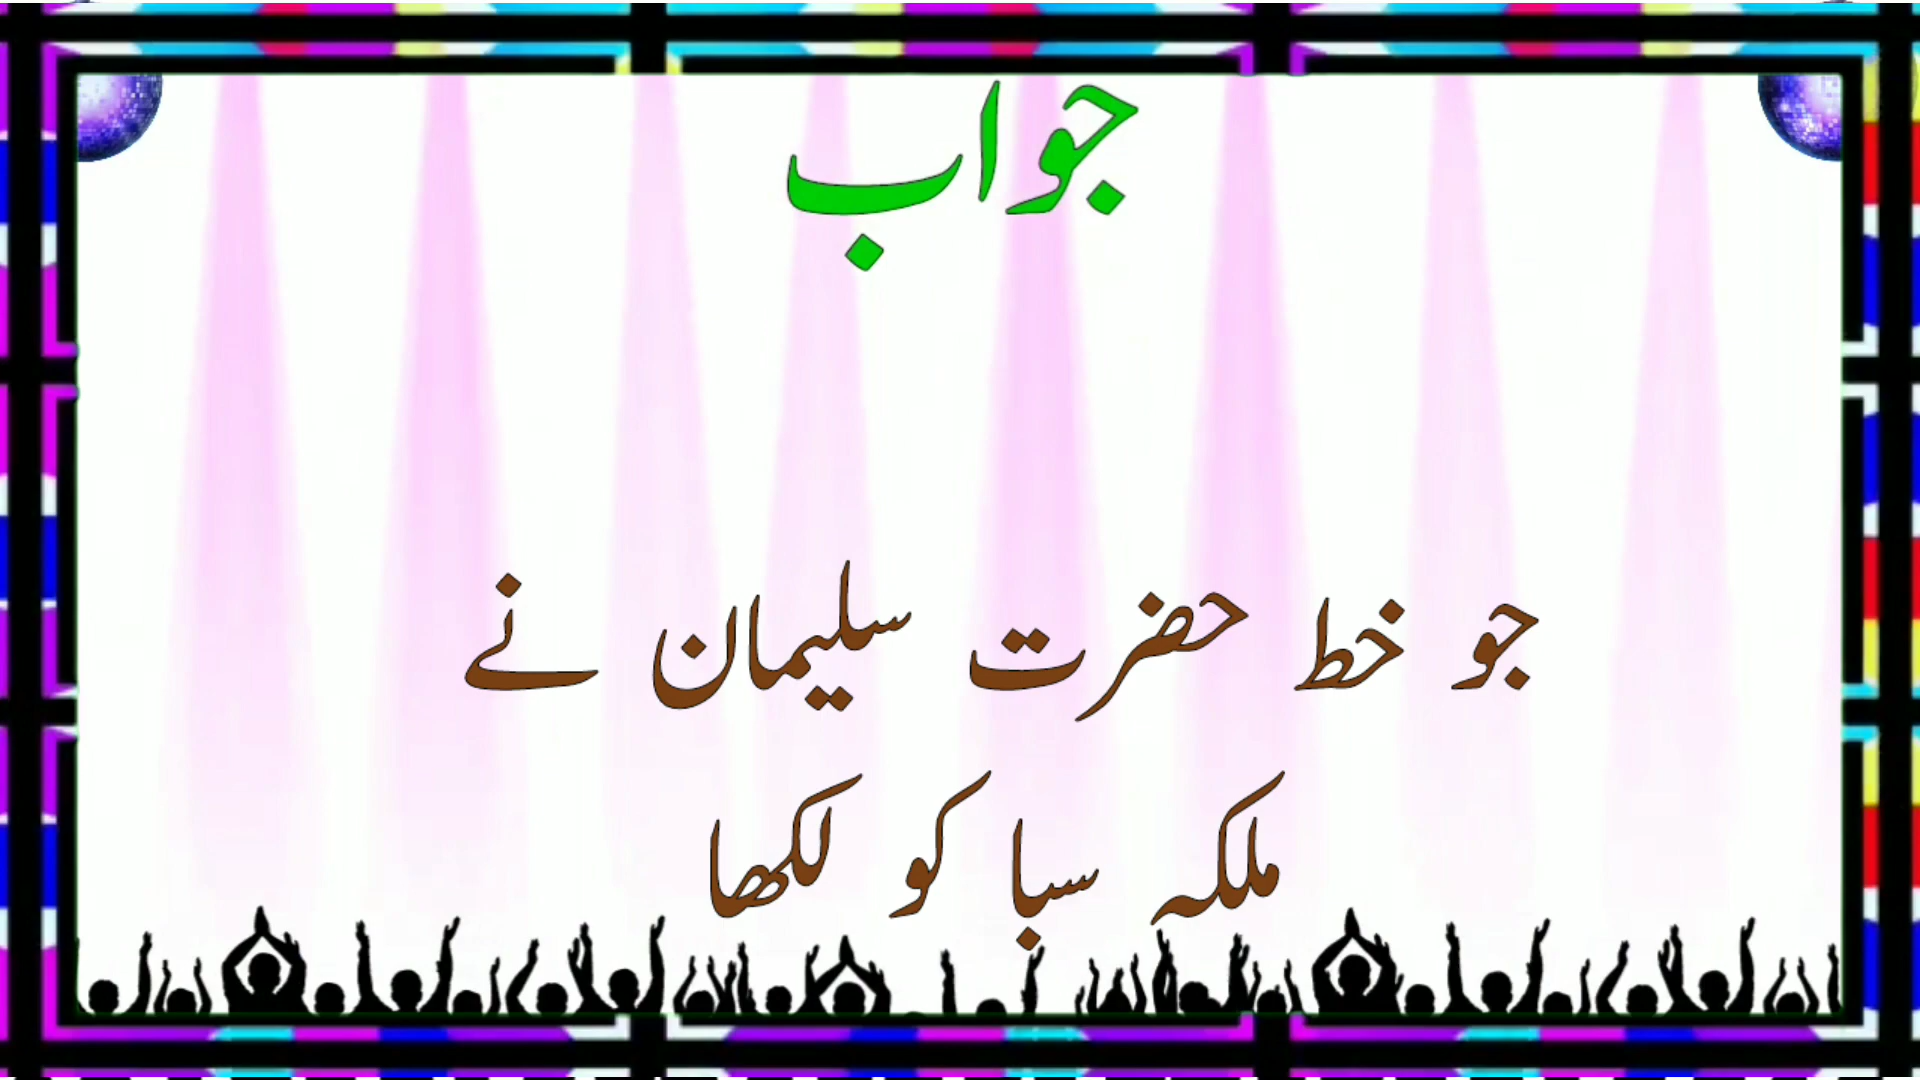 جواب
جو خط حضرت سلیمان نے
ملکہ سبا کو لکھا